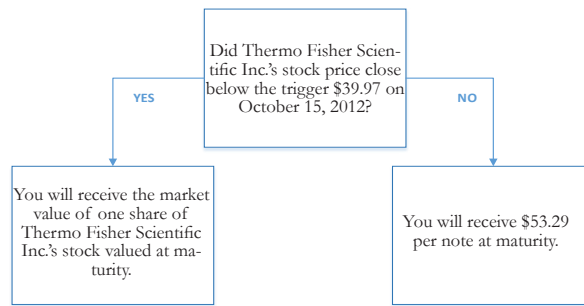 Did Thermo Fisher Scien-
tific Inc.'s stock price close
below the trigger $39.97 on
October 15, 2012?
YES
NO
You will receive the market
value of one share of
Thermo Fisher Scientific
Inc.'s stock valued at ma-
turity.
You will receive $53.29
per note at maturity.